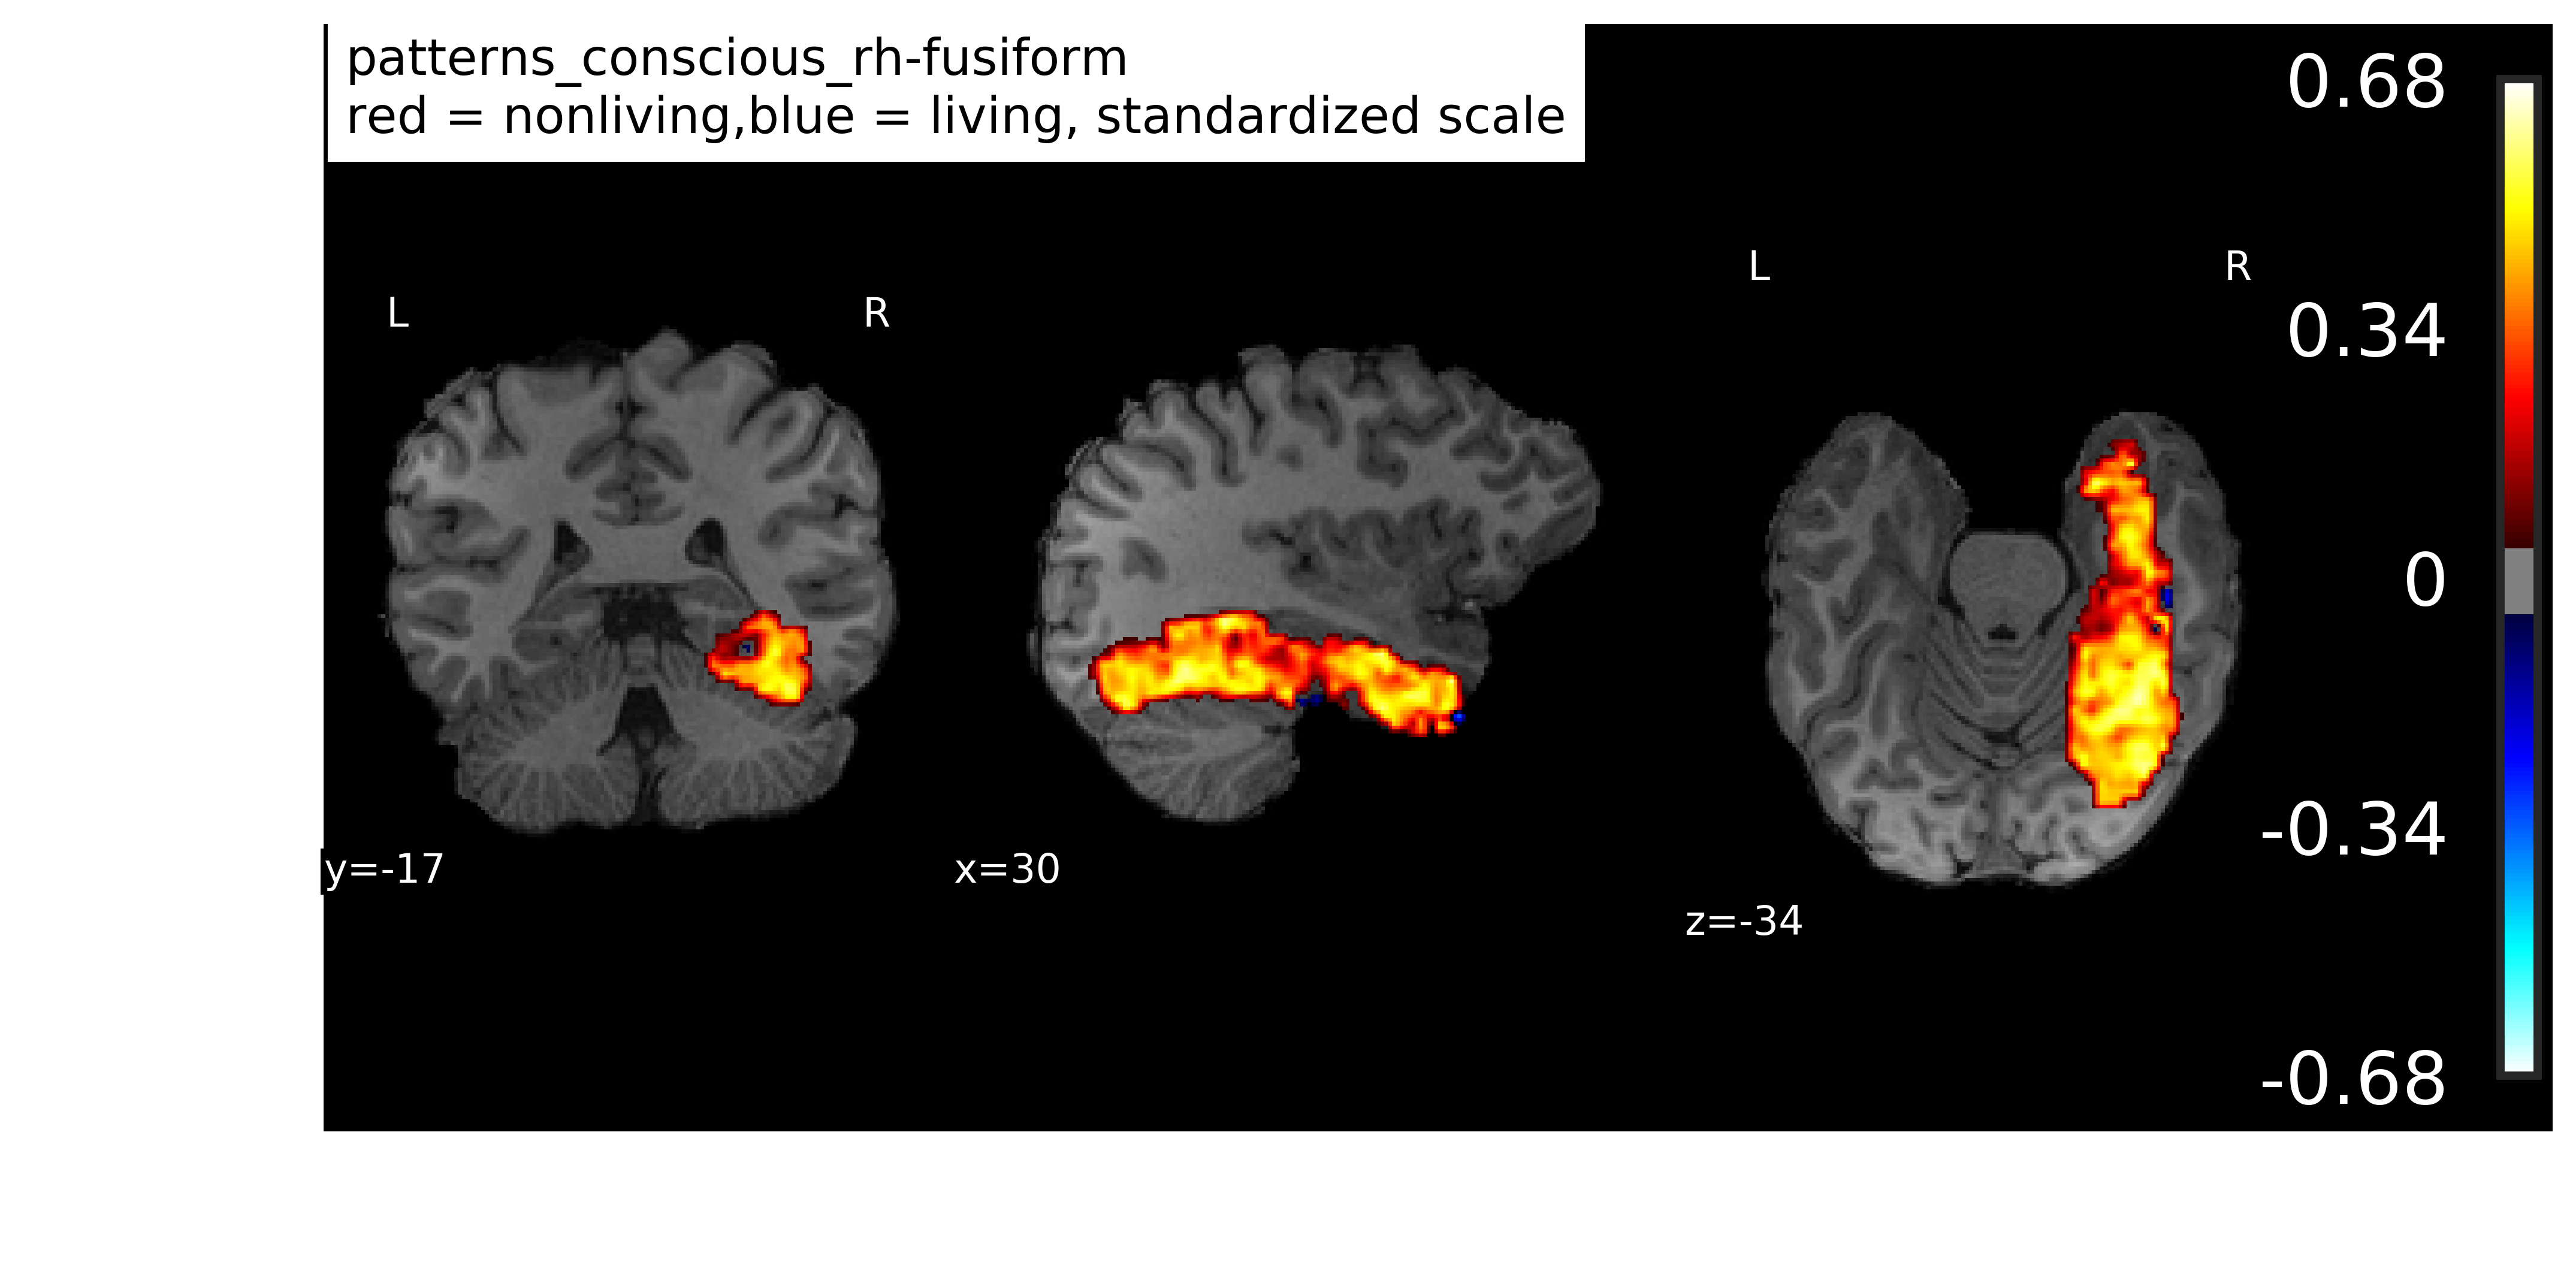 patterns_conscious_rh-fusiform
red = nonliving,blue = living, standardized scale
L R
L R
y=-17
x=30
z=-34
0.68
0.34
0
-0.34
-0.68